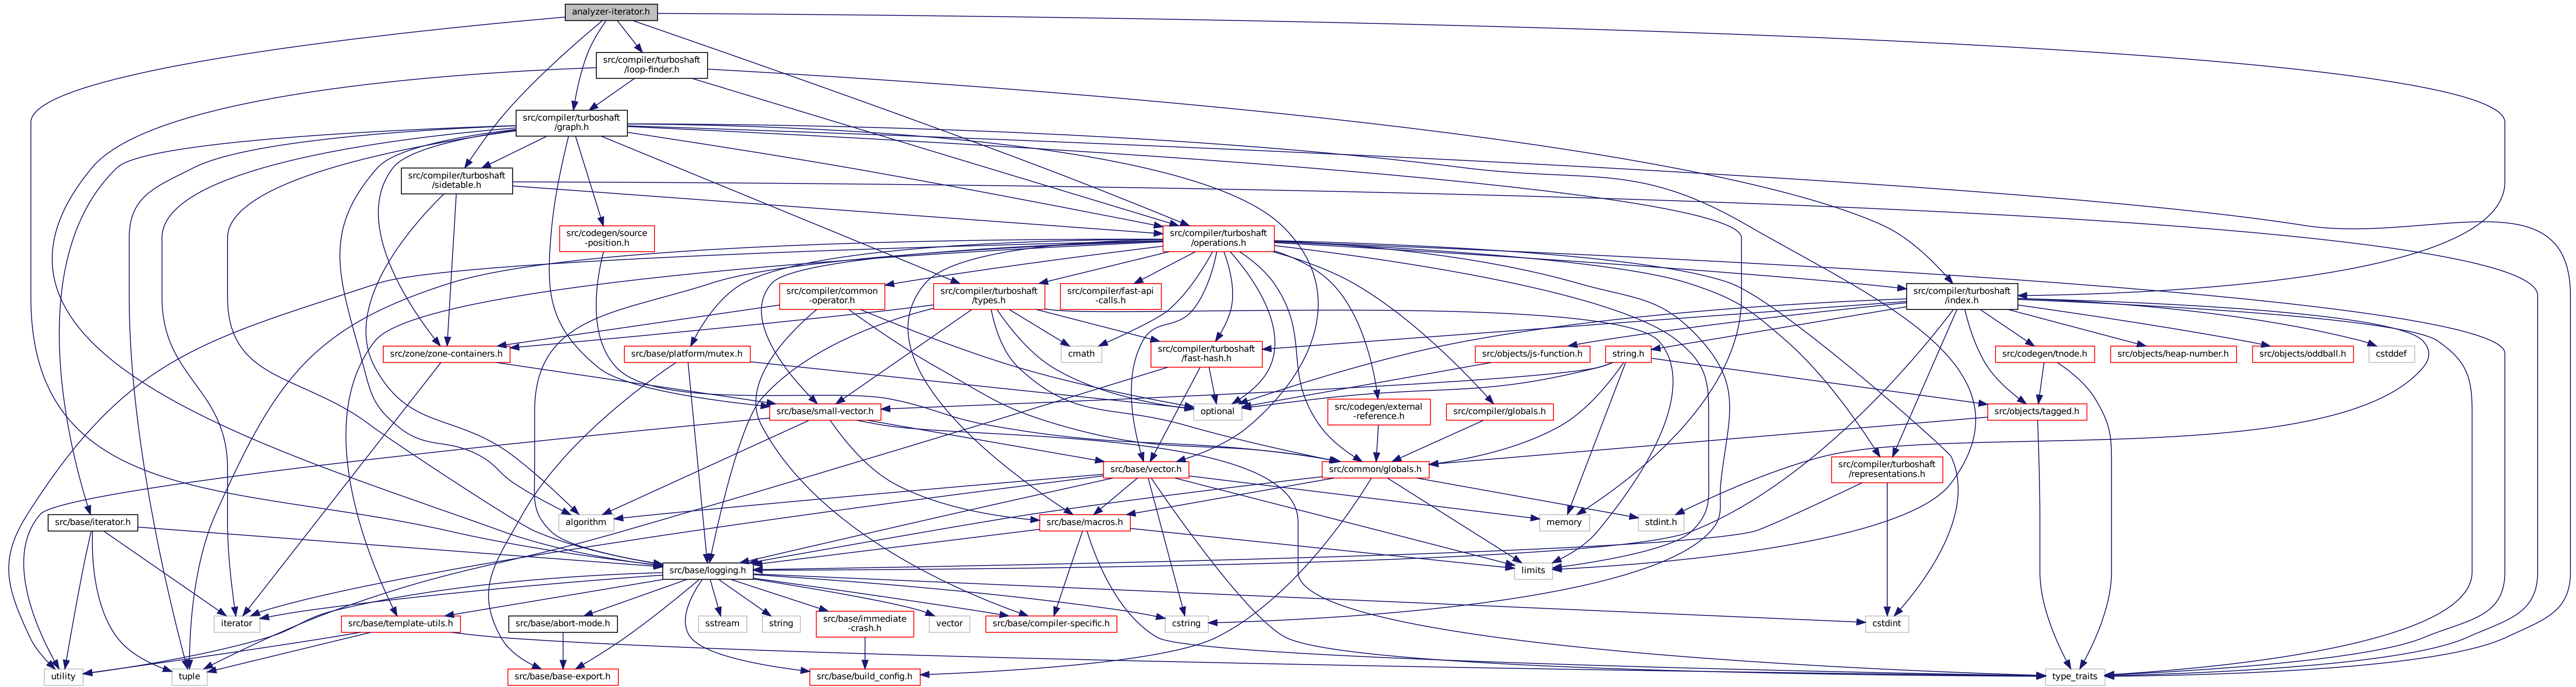 analyzer-iterator.h
src/compiler/turboshaft
/loop-finder.h
src/compiler/turboshaft
/graph.h
src/compiler/turboshaft
/sidetable.h
src/codegen/source
-position.h
src/compiler/turboshaft
/operations.h
src/compiler/common
-operator.h
src/compiler/turboshaft
/types.h
src/compiler/fast-api
-calls.h
src/compiler/turboshaft
/index.h
src/zone/zone-containers.h
src/base/platform/mutex.h
cmath
src/compiler/turboshaft
/fast-hash.h
src/objects/js-function.h
string.h
src/codegen/tnode.h
src/objects/heap-number.h
src/objects/oddball.h
cstddef
src/base/small-vector.h
optional
src/codegen/external
-reference.h
src/compiler/globals.h
src/objects/tagged.h
src/base/vector.h
src/common/globals.h
src/compiler/turboshaft
/representations.h
src/base/iterator.h
algorithm
src/base/macros.h
memory
stdint.h
src/base/logging.h
limits
iterator
src/base/template-utils.h
src/base/abort-mode.h
sstream
string
src/base/immediate
-crash.h
vector
src/base/compiler-specific.h
cstring
cstdint
utility
tuple
src/base/base-export.h
src/base/build_config.h
type_traits